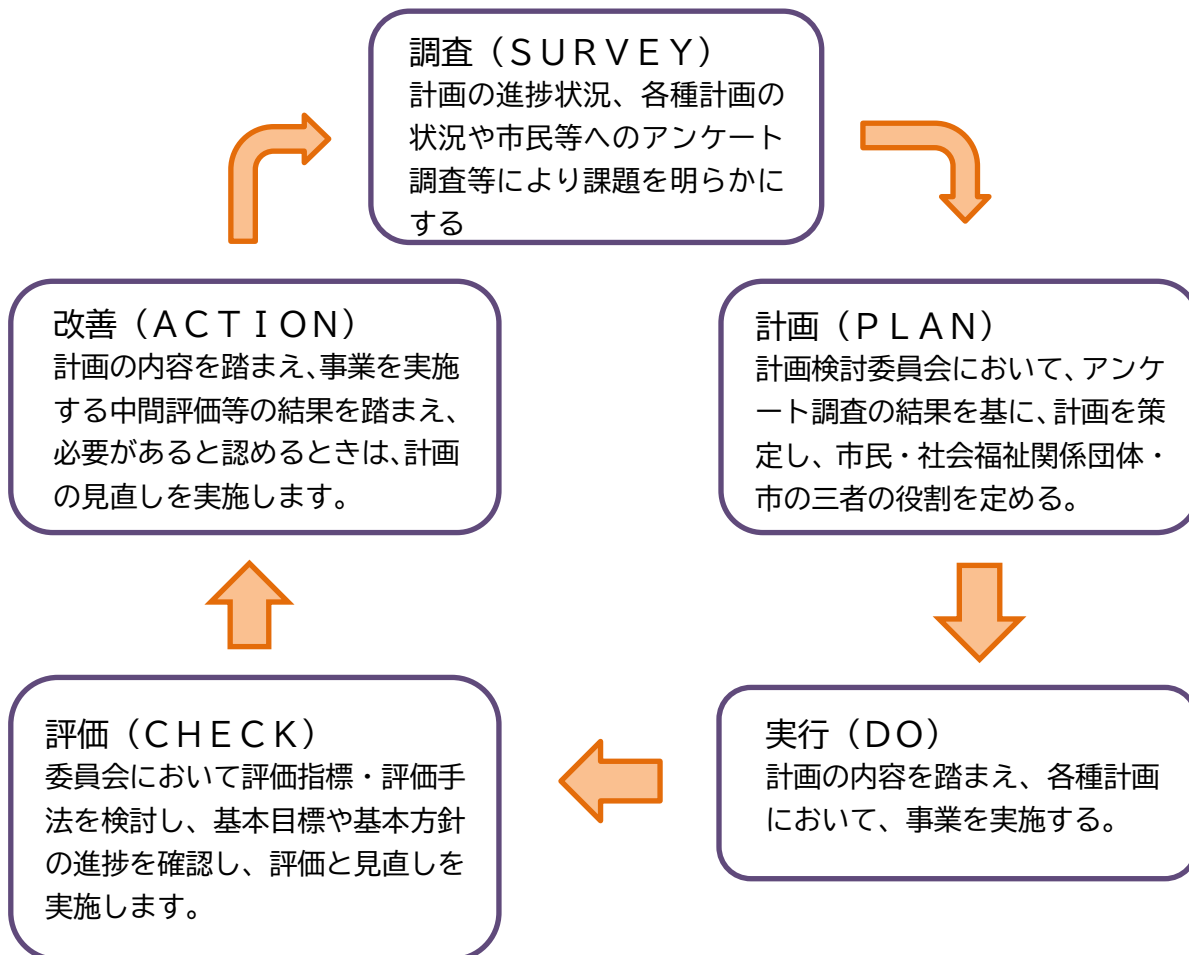 調査（ＳＵＲＶＥＹ）
計画の進捗状況、各種計画の
状況や市民等へのアンケート
調査等により課題を明らかに
する
計画（ＰＬＡＮ）
計画検討委員会において、アンケ
ート調査の結果を基に、計画を策
定し、市民・社会福祉関係団体・
市の三者の役割を定める。
実行（ＤＯ）
計画の内容を踏まえ、各種計画
において、事業を実施する。
評価（ＣＨＥＣＫ）
委員会において評価指標・評価手
法を検討し、基本目標や基本方針
の進捗を確認し、評価と見直しを
実施します。
改善（ＡＣＴＩＯＮ）
計画の内容を踏まえ、事業を実施
する中間評価等の結果を踏まえ、
必要があると認めるときは、計画
の見直しを実施します。